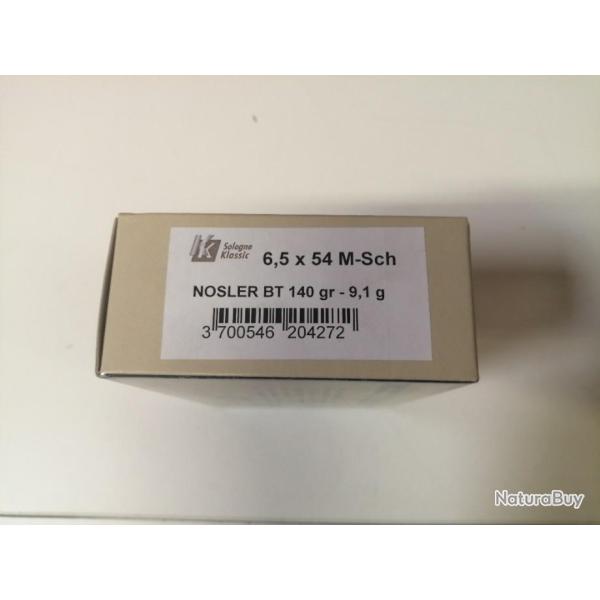 Sologne
Klassic
6,5 x 54 M-Sch
NOSLER BT 140 gr - 9,1 g
3 700546 204272
NaturaBuy